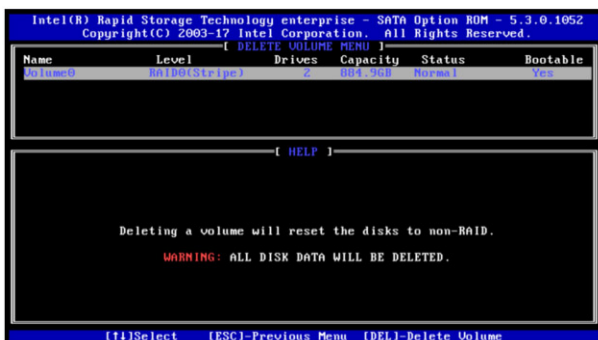 Intel(R) Rapid Storage Technology enterprise - SATA Option ROM - 5.3.0.1052
Copyright(C) 2003-17 Intel Corporation. All Rights Reserved.
[ DELETE VOLUME MENU ]
Name Level Drives Capacity Status Bootable
Volume0 RAID0(Stripe) 2 884.9GB Normal Yes
[ HELP ]
Deleting a volume will reset the disks to non-RAID.
WARNING: ALL DISK DATA WILL BE DELETED.
[↑↓]Select [ESC]-Previous Menu [DEL]-Delete Volume